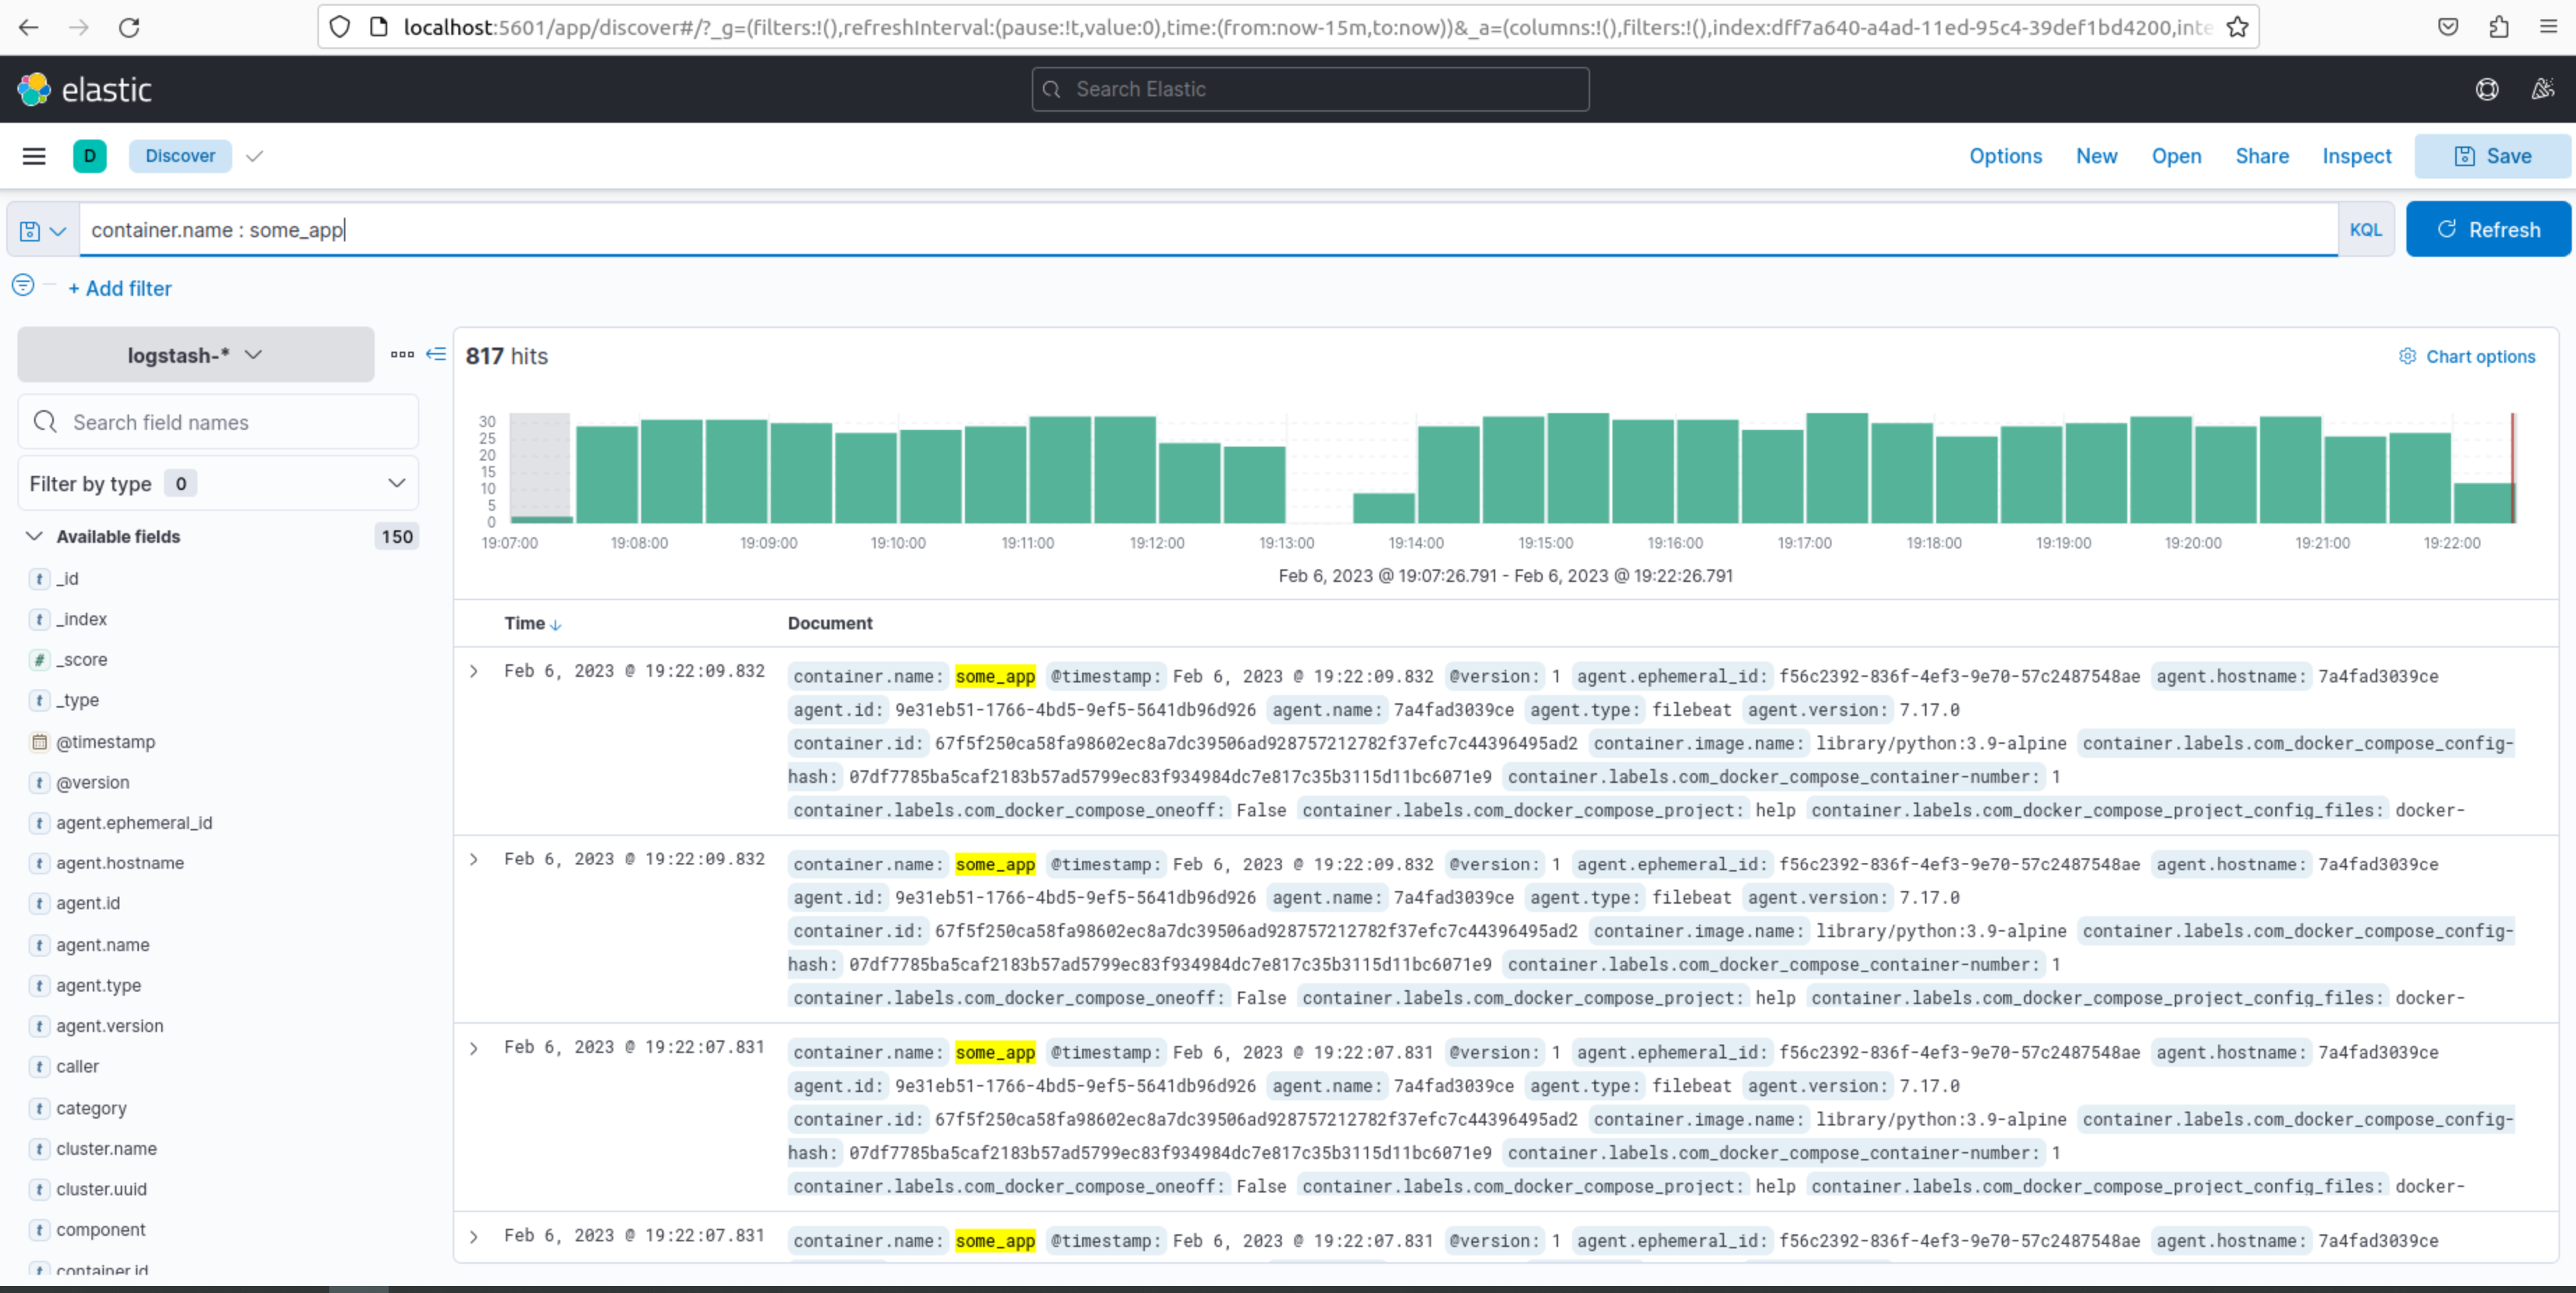 localhost:5601/app/discover#/?_g=(filters:!(),refreshInterval:(pause:!t,value:0),time:(from:now-15m,to:now))&_a=(columns:!(),filters:!(),index:dff7a640-a4ad-11ed-95c4-39def1bd4200,inte
elastic
Search Elastic
D Discover Options New Open Share Inspect Save
container.name : some_app KQL Refresh
+ Add filter
logstash-*
817 hits Chart options
Search field names
Filter by type 0
Available fields 150
_id
_index
_score
_type
@timestamp
@version
agent.ephemeral_id
agent.hostname
agent.id
agent.name
agent.type
agent.version
caller
category
cluster.name
cluster.uuid
component
container.id
30
25
20
15
10
5
0
19:07:00 19:08:00 19:09:00 19:10:00 19:11:00 19:12:00 19:13:00 19:14:00 19:15:00 19:16:00 19:17:00 19:18:00 19:19:00 19:20:00 19:21:00 19:22:00
Feb 6, 2023 @ 19:07:26.791 - Feb 6, 2023 @ 19:22:26.791
Time Document
Feb 6, 2023 @ 19:22:09.832 container.name: some_app @timestamp: Feb 6, 2023 @ 19:22:09.832 @version: 1 agent.ephemeral_id: f56c2392-836f-4ef3-9e70-57c2487548ae agent.hostname: 7a4fad3039ce
agent.id: 9e31eb51-1766-4bd5-9ef5-5641db96d926 agent.name: 7a4fad3039ce agent.type: filebeat agent.version: 7.17.0
container.id: 67f5f250ca58fa98602ec8a7dc39506ad928757212782f37efc7c44396495ad2 container.image.name: library/python:3.9-alpine container.labels.com_docker_compose_config-
hash: 07df7785ba5caf2183b57ad5799ec83f934984dc7e817c35b3115d11bc6071e9 container.labels.com_docker_compose_container-number: 1
container.labels.com_docker_compose_oneoff: False container.labels.com_docker_compose_project: help container.labels.com_docker_compose_project_config_files: docker-
Feb 6, 2023 @ 19:22:09.832 container.name: some_app @timestamp: Feb 6, 2023 @ 19:22:09.832 @version: 1 agent.ephemeral_id: f56c2392-836f-4ef3-9e70-57c2487548ae agent.hostname: 7a4fad3039ce
agent.id: 9e31eb51-1766-4bd5-9ef5-5641db96d926 agent.name: 7a4fad3039ce agent.type: filebeat agent.version: 7.17.0
container.id: 67f5f250ca58fa98602ec8a7dc39506ad928757212782f37efc7c44396495ad2 container.image.name: library/python:3.9-alpine container.labels.com_docker_compose_config-
hash: 07df7785ba5caf2183b57ad5799ec83f934984dc7e817c35b3115d11bc6071e9 container.labels.com_docker_compose_container-number: 1
container.labels.com_docker_compose_oneoff: False container.labels.com_docker_compose_project: help container.labels.com_docker_compose_project_config_files: docker-
Feb 6, 2023 @ 19:22:07.831 container.name: some_app @timestamp: Feb 6, 2023 @ 19:22:07.831 @version: 1 agent.ephemeral_id: f56c2392-836f-4ef3-9e70-57c2487548ae agent.hostname: 7a4fad3039ce
agent.id: 9e31eb51-1766-4bd5-9ef5-5641db96d926 agent.name: 7a4fad3039ce agent.type: filebeat agent.version: 7.17.0
container.id: 67f5f250ca58fa98602ec8a7dc39506ad928757212782f37efc7c44396495ad2 container.image.name: library/python:3.9-alpine container.labels.com_docker_compose_config-
hash: 07df7785ba5caf2183b57ad5799ec83f934984dc7e817c35b3115d11bc6071e9 container.labels.com_docker_compose_container-number: 1
container.labels.com_docker_compose_oneoff: False container.labels.com_docker_compose_project: help container.labels.com_docker_compose_project_config_files: docker-
Feb 6, 2023 @ 19:22:07.831 container.name: some_app @timestamp: Feb 6, 2023 @ 19:22:07.831 @version: 1 agent.ephemeral_id: f56c2392-836f-4ef3-9e70-57c2487548ae agent.hostname: 7a4fad3039ce